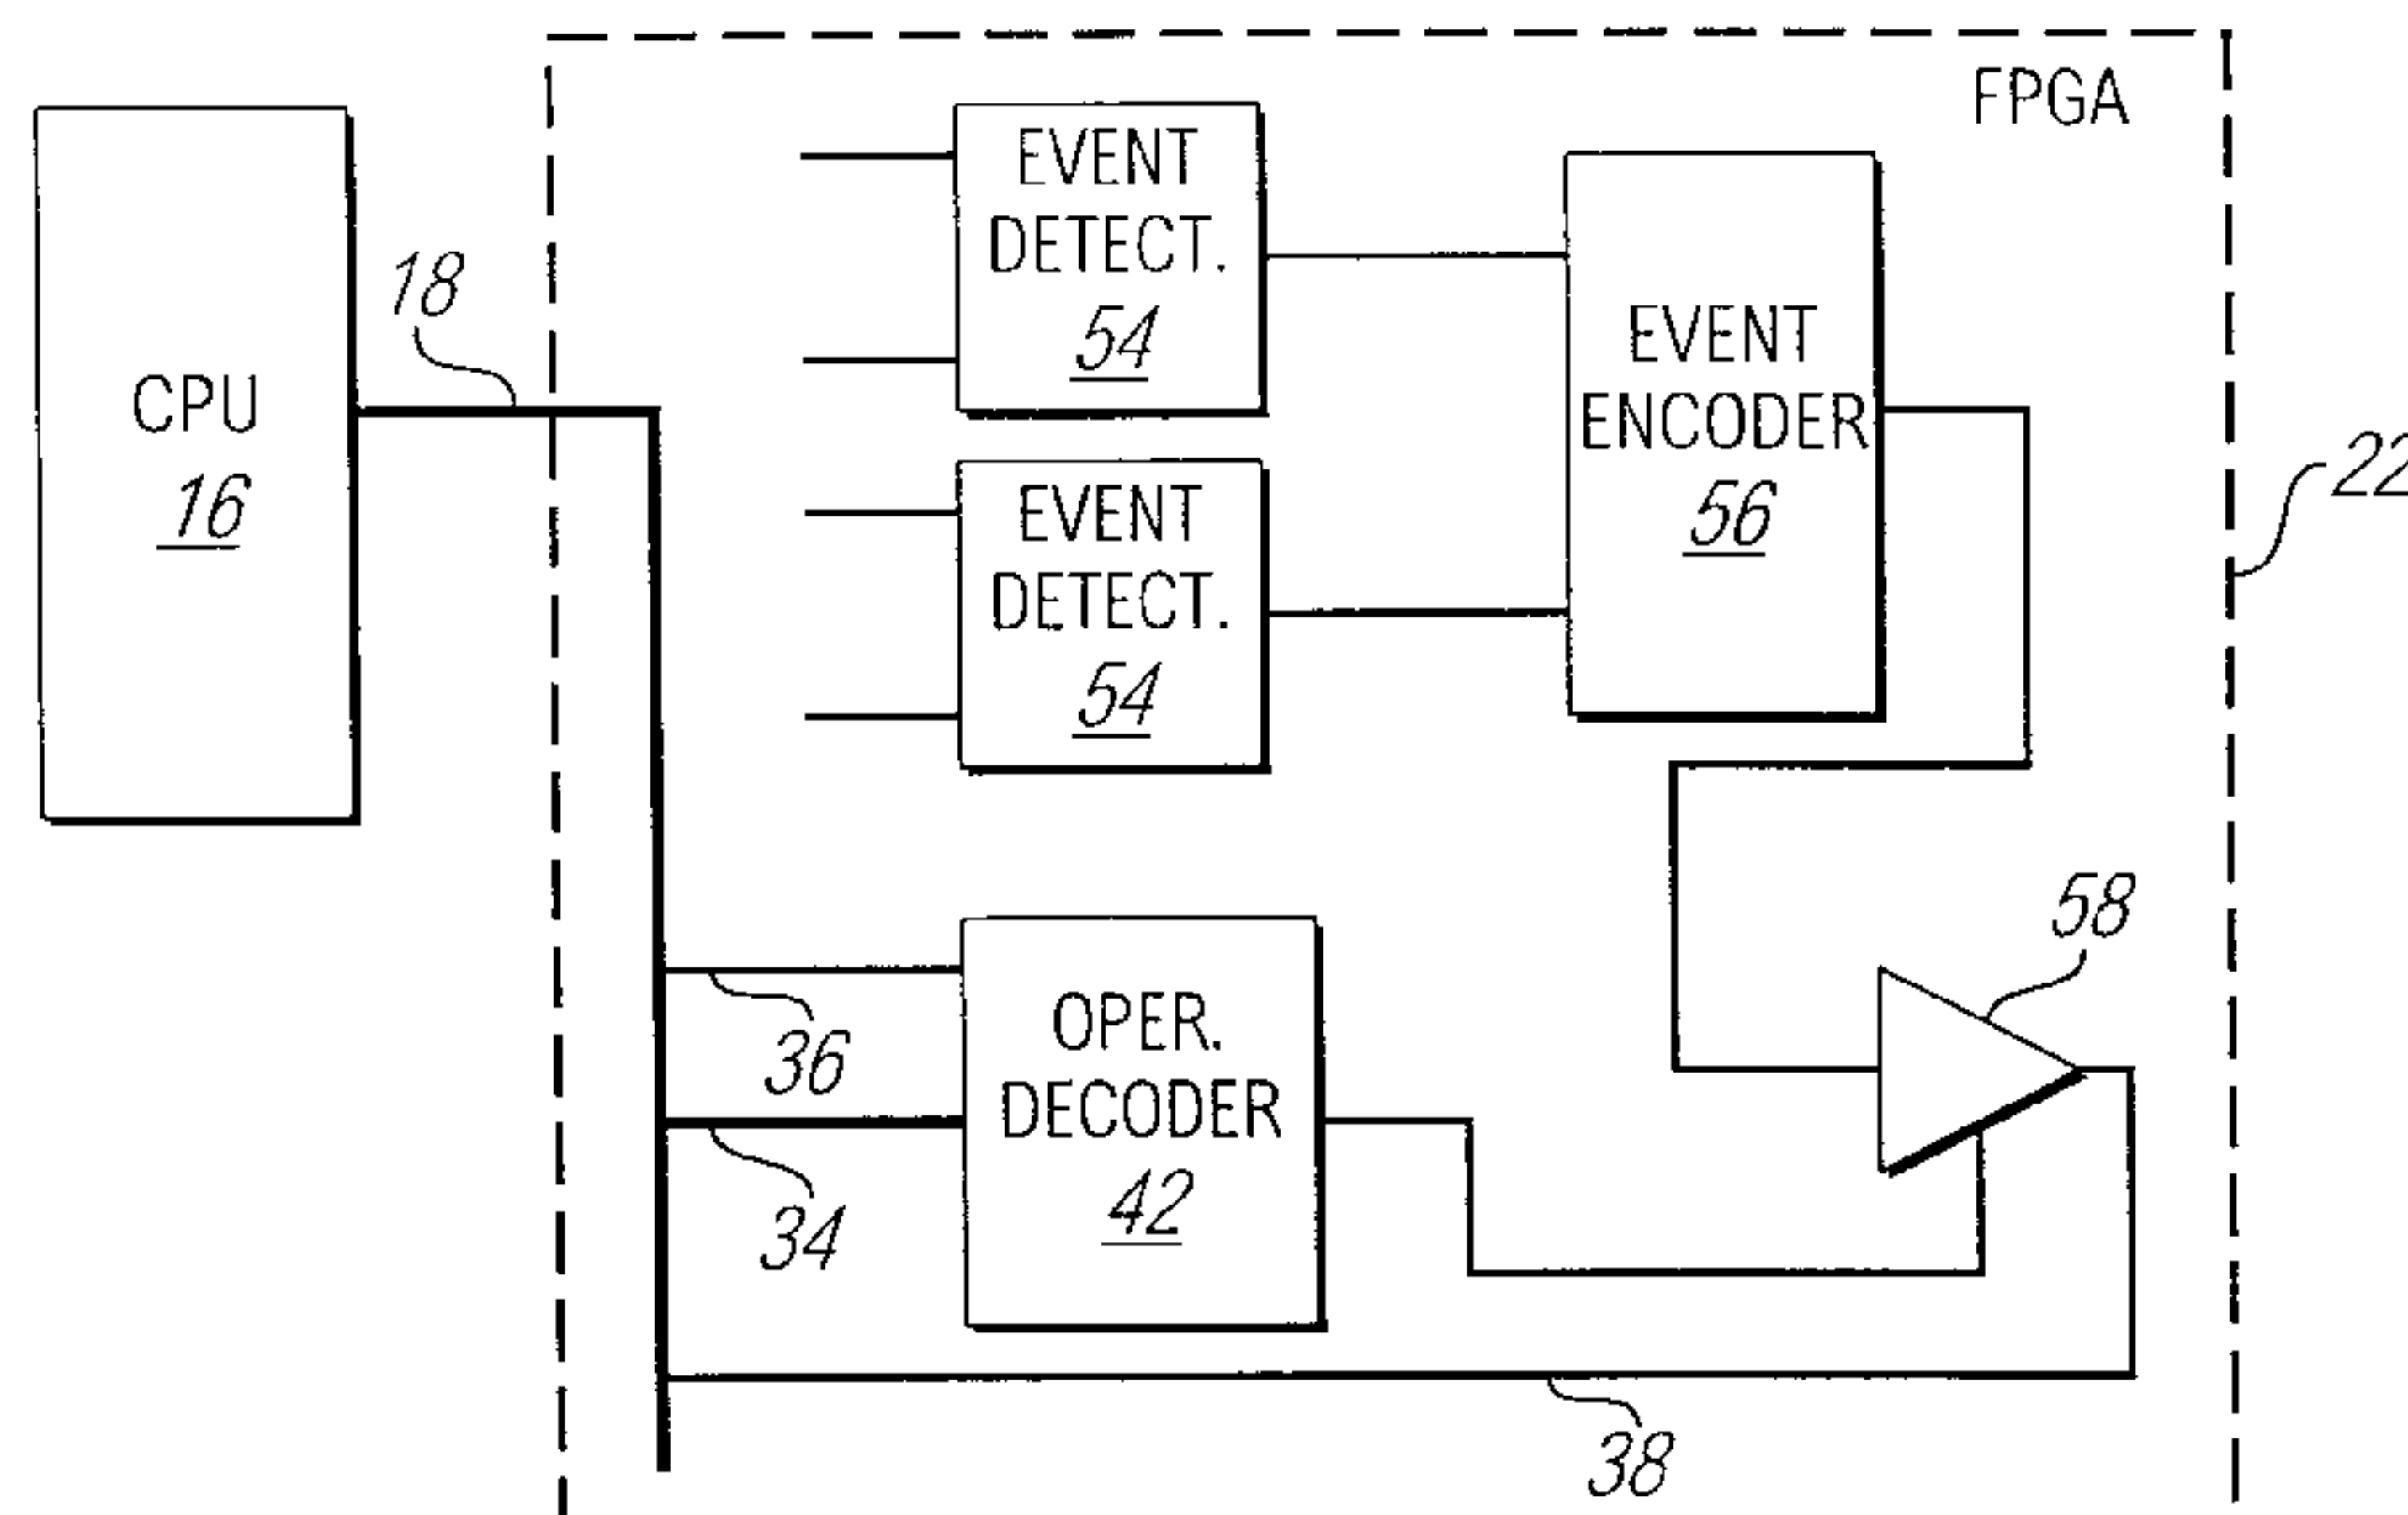 FPGA
EVENT
DETECT.
54
18
EVENT
ENCODER
56
CPU
16
22
EVENT
DETECT.
54
58
36
OPER.
DECODER
42
34
38